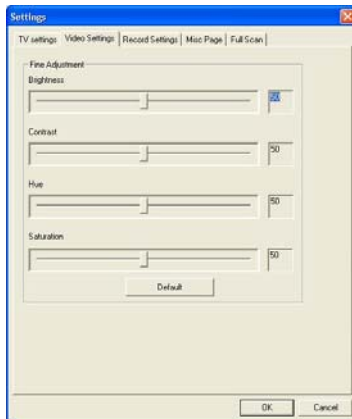 Settings
TV settings Video Settings Record Settings Misc Page Full Scan
Fine Adjustment
Brightness
50
Contrast
50
Hue
50
Saturation
50
Default
OK Cancel